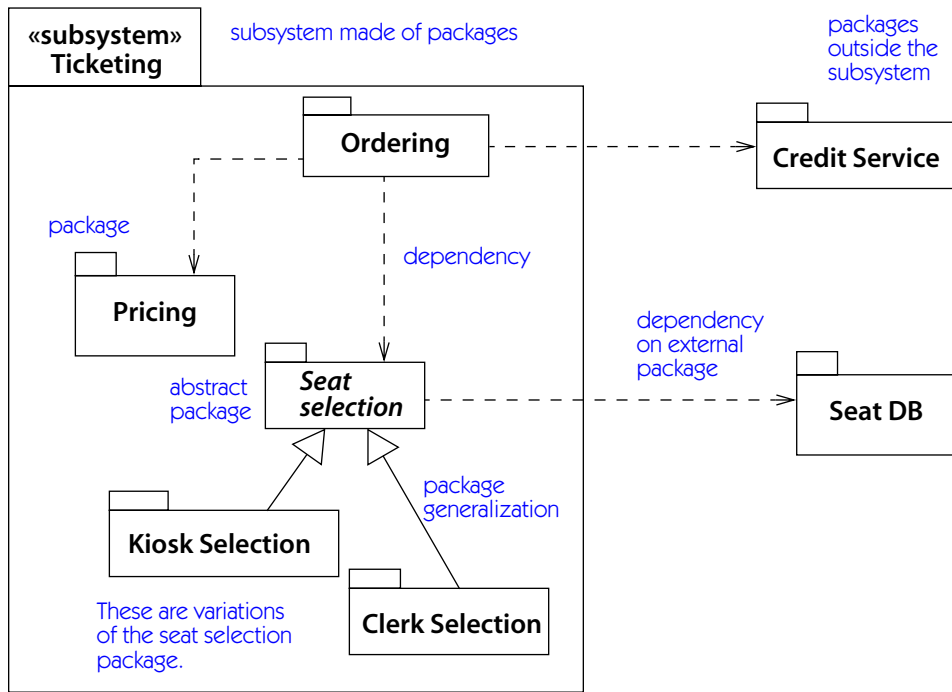 «subsystem»
Ticketing
subsystem made of packages
packages
outside the
subsystem
Ordering
Credit Service
package
dependency
Pricing
dependency
on external
package
abstract
package
Seat
selection
Seat DB
package
generalization
Kiosk Selection
Clerk Selection
These are variations
of the seat selection
package.